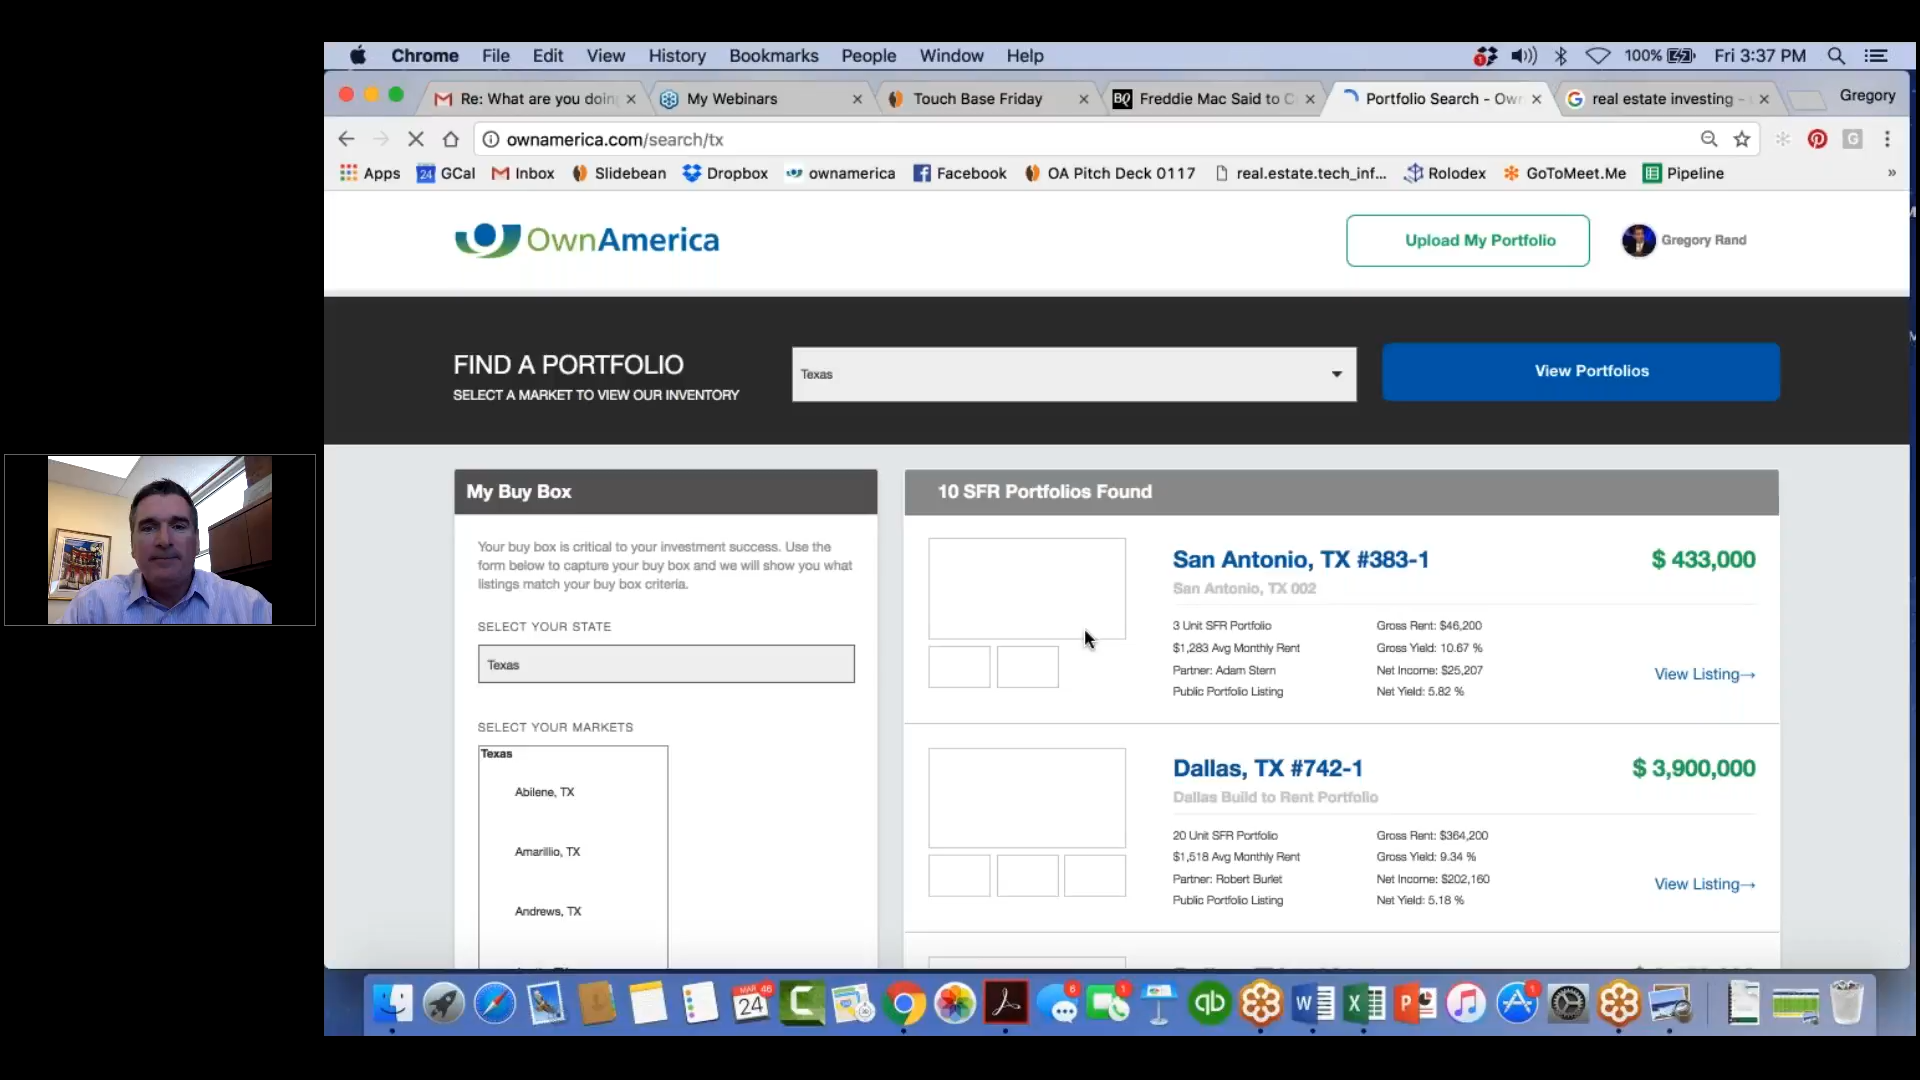 Chrome File Edit View History Bookmarks People Window Help
1 100% Fri 3:37 PM
Re: What are you doin
My Webinars
Touch Base Friday
BQ Freddie Mac Said to C
Portfolio Search - Own
real estate investing -
Gregory
ownamerica.com/search/tx
Apps 24 GCal Inbox Slidebean Dropbox ownamerica Facebook OA Pitch Deck 0117 real.estate.tech_inf... Rolodex GoToMeet.Me Pipeline »
OwnAmerica
Upload My Portfolio
Gregory Rand
FIND A PORTFOLIO
SELECT A MARKET TO VIEW OUR INVENTORY
Texas
View Portfolios
My Buy Box
Your buy box is critical to your investment success. Use the
form below to capture your buy box and we will show you what
listings match your buy box criteria.
SELECT YOUR STATE
Texas
SELECT YOUR MARKETS
Texas
Abilene, TX
Amarillio, TX
Andrews, TX
10 SFR Portfolios Found
San Antonio, TX #383-1
$ 433,000
San Antonio, TX 002
3 Unit SFR Portfolio
Gross Rent: $46,200
$1,283 Avg Monthly Rent
Gross Yield: 10.67 %
Partner: Adam Stern
Net Income: $25,207
Public Portfolio Listing
Net Yield: 5.82 %
View Listing→
Dallas, TX #742-1
$ 3,900,000
Dallas Build to Rent Portfolio
20 Unit SFR Portfolio
Gross Rent: $364,200
$1,518 Avg Monthly Rent
Gross Yield: 9.34 %
Partner: Robert Burlet
Net Income: $202,160
Public Portfolio Listing
Net Yield: 5.18 %
View Listing→
MAR 46
24
6
1
qb
W
X
P
1